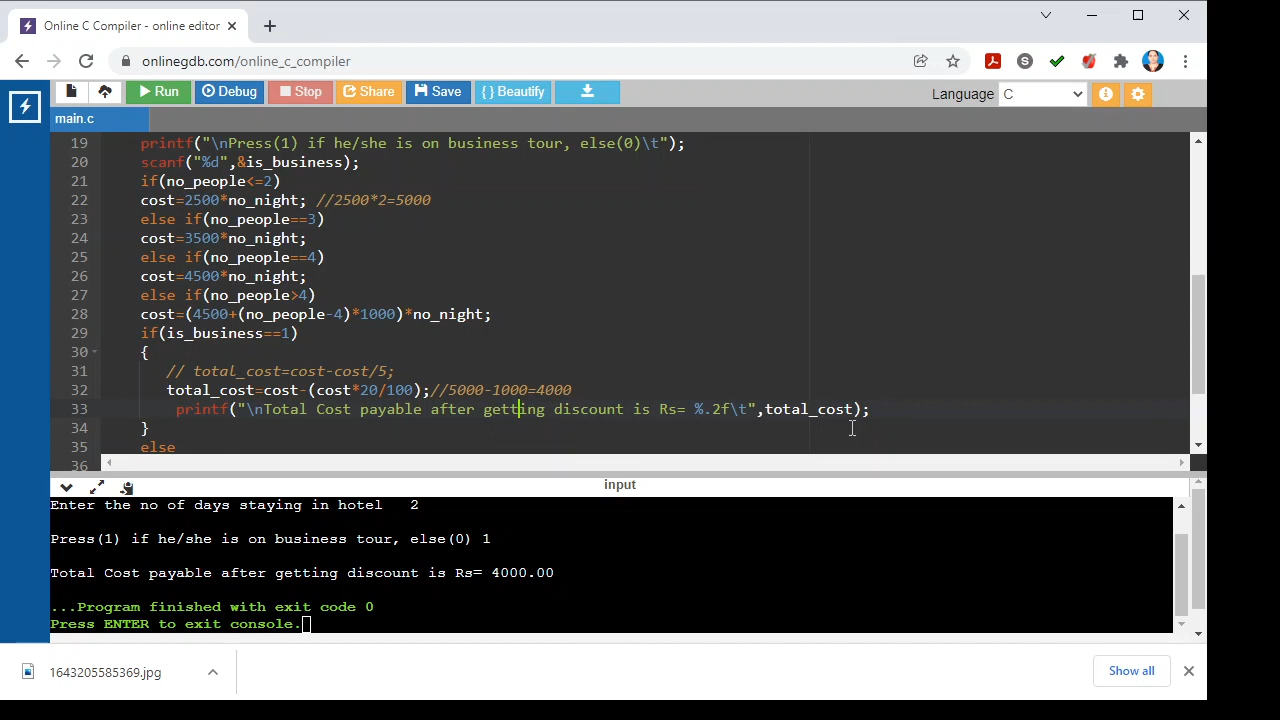 Online C Compiler - online editor
onlinegdb.com/online_c_compiler
S
Run Debug Stop Share Save { } Beautify Language C
main.c
19 printf("\nPress(1) if he/she is on business tour, else(0)\t");
20 scanf("%d",&is_business);
21 if(no_people<=2)
22 cost=2500*no_night; //2500*2=5000
23 else if(no_people==3)
24 cost=3500*no_night;
25 else if(no_people==4)
26 cost=4500*no_night;
27 else if(no_people>4)
28 cost=(4500+(no_people-4)*1000)*no_night;
29 if(is_business==1)
30 {
31 // total_cost=cost-cost/5;
32 total_cost=cost-(cost*20/100);//5000-1000=4000
33 printf("\nTotal Cost payable after getting discount is Rs= %.2f\t",total_cost);
34 }
35 else
36
input
Enter the no of days staying in hotel 2
Press(1) if he/she is on business tour, else(0) 1
Total Cost payable after getting discount is Rs= 4000.00
...Program finished with exit code 0
Press ENTER to exit console.
1643205585369.jpg
Show all